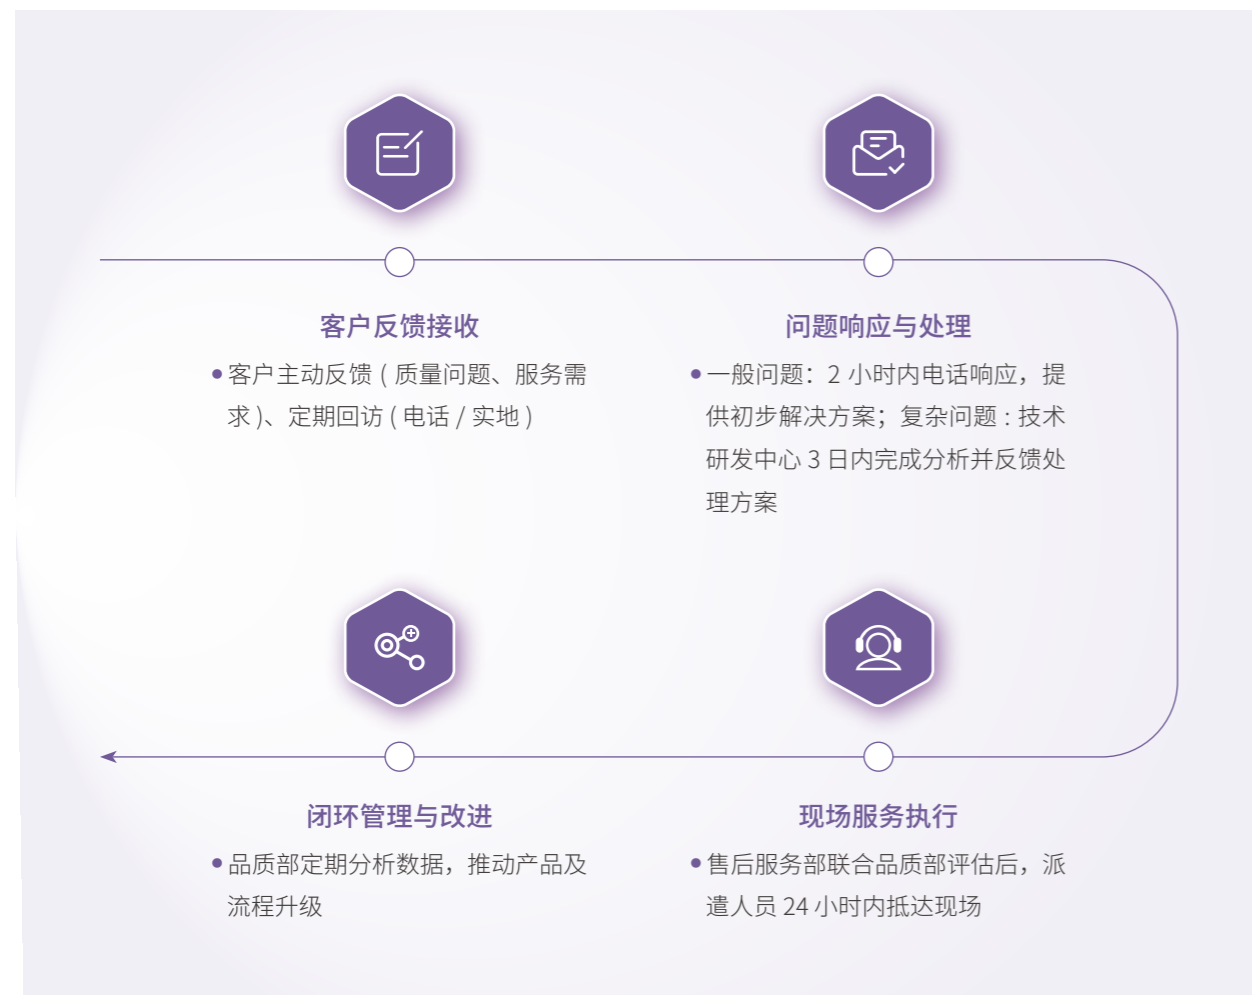 客户反馈接收
●客户主动反馈 ( 质量问题、服务需
求 )、定期回访 ( 电话 / 实地 )
问题响应与处理
●一般问题：2 小时内电话响应，提
供初步解决方案；复杂问题 : 技术
研发中心 3 日内完成分析并反馈处
理方案
现场服务执行
●售后服务部联合品质部评估后，派
遣人员 24 小时内抵达现场
闭环管理与改进
●品质部定期分析数据，推动产品及
流程升级